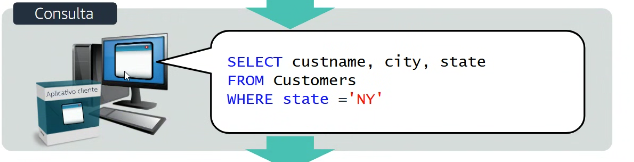 Consulta
Aplicativo cliente
SELECT custname, city, state
FROM Customers
WHERE state ='NY'